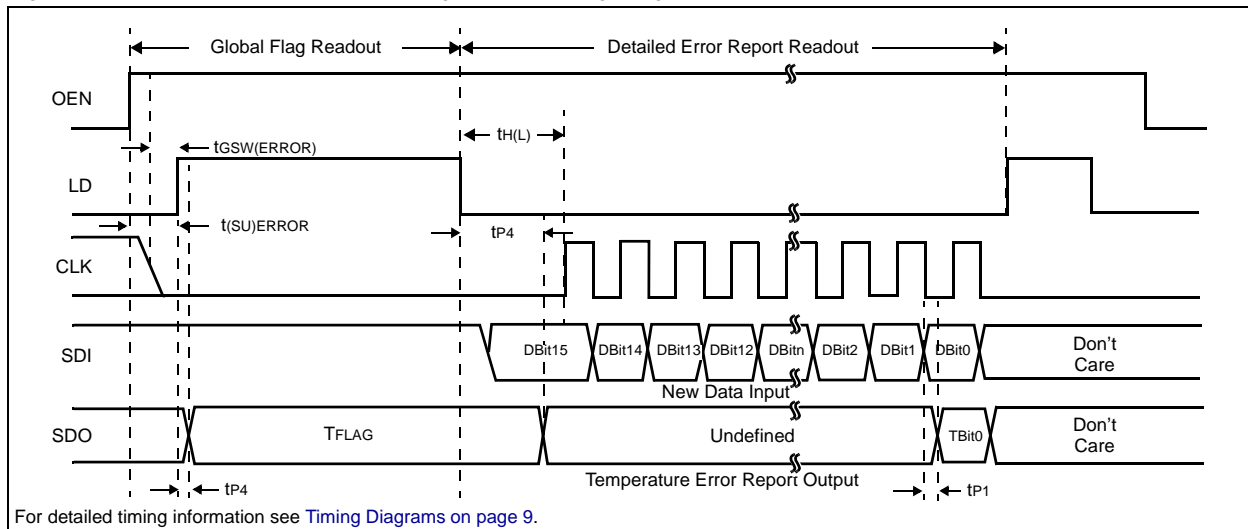 Global Flag Readout
Detailed Error Report Readout
OEN
tH(L)
tGSW(ERROR)
LD
t(SU)ERROR
tP4
CLK
SDI
DBit15
DBit14
DBit13
DBit12
DBitn
DBit2
DBit1
DBit0
Don't
Care
New Data Input
SDO
TFLAG
Undefined
TBit0
Don't
Care
Temperature Error Report Output
tP4
tP1
For detailed timing information see Timing Diagrams on page 9.